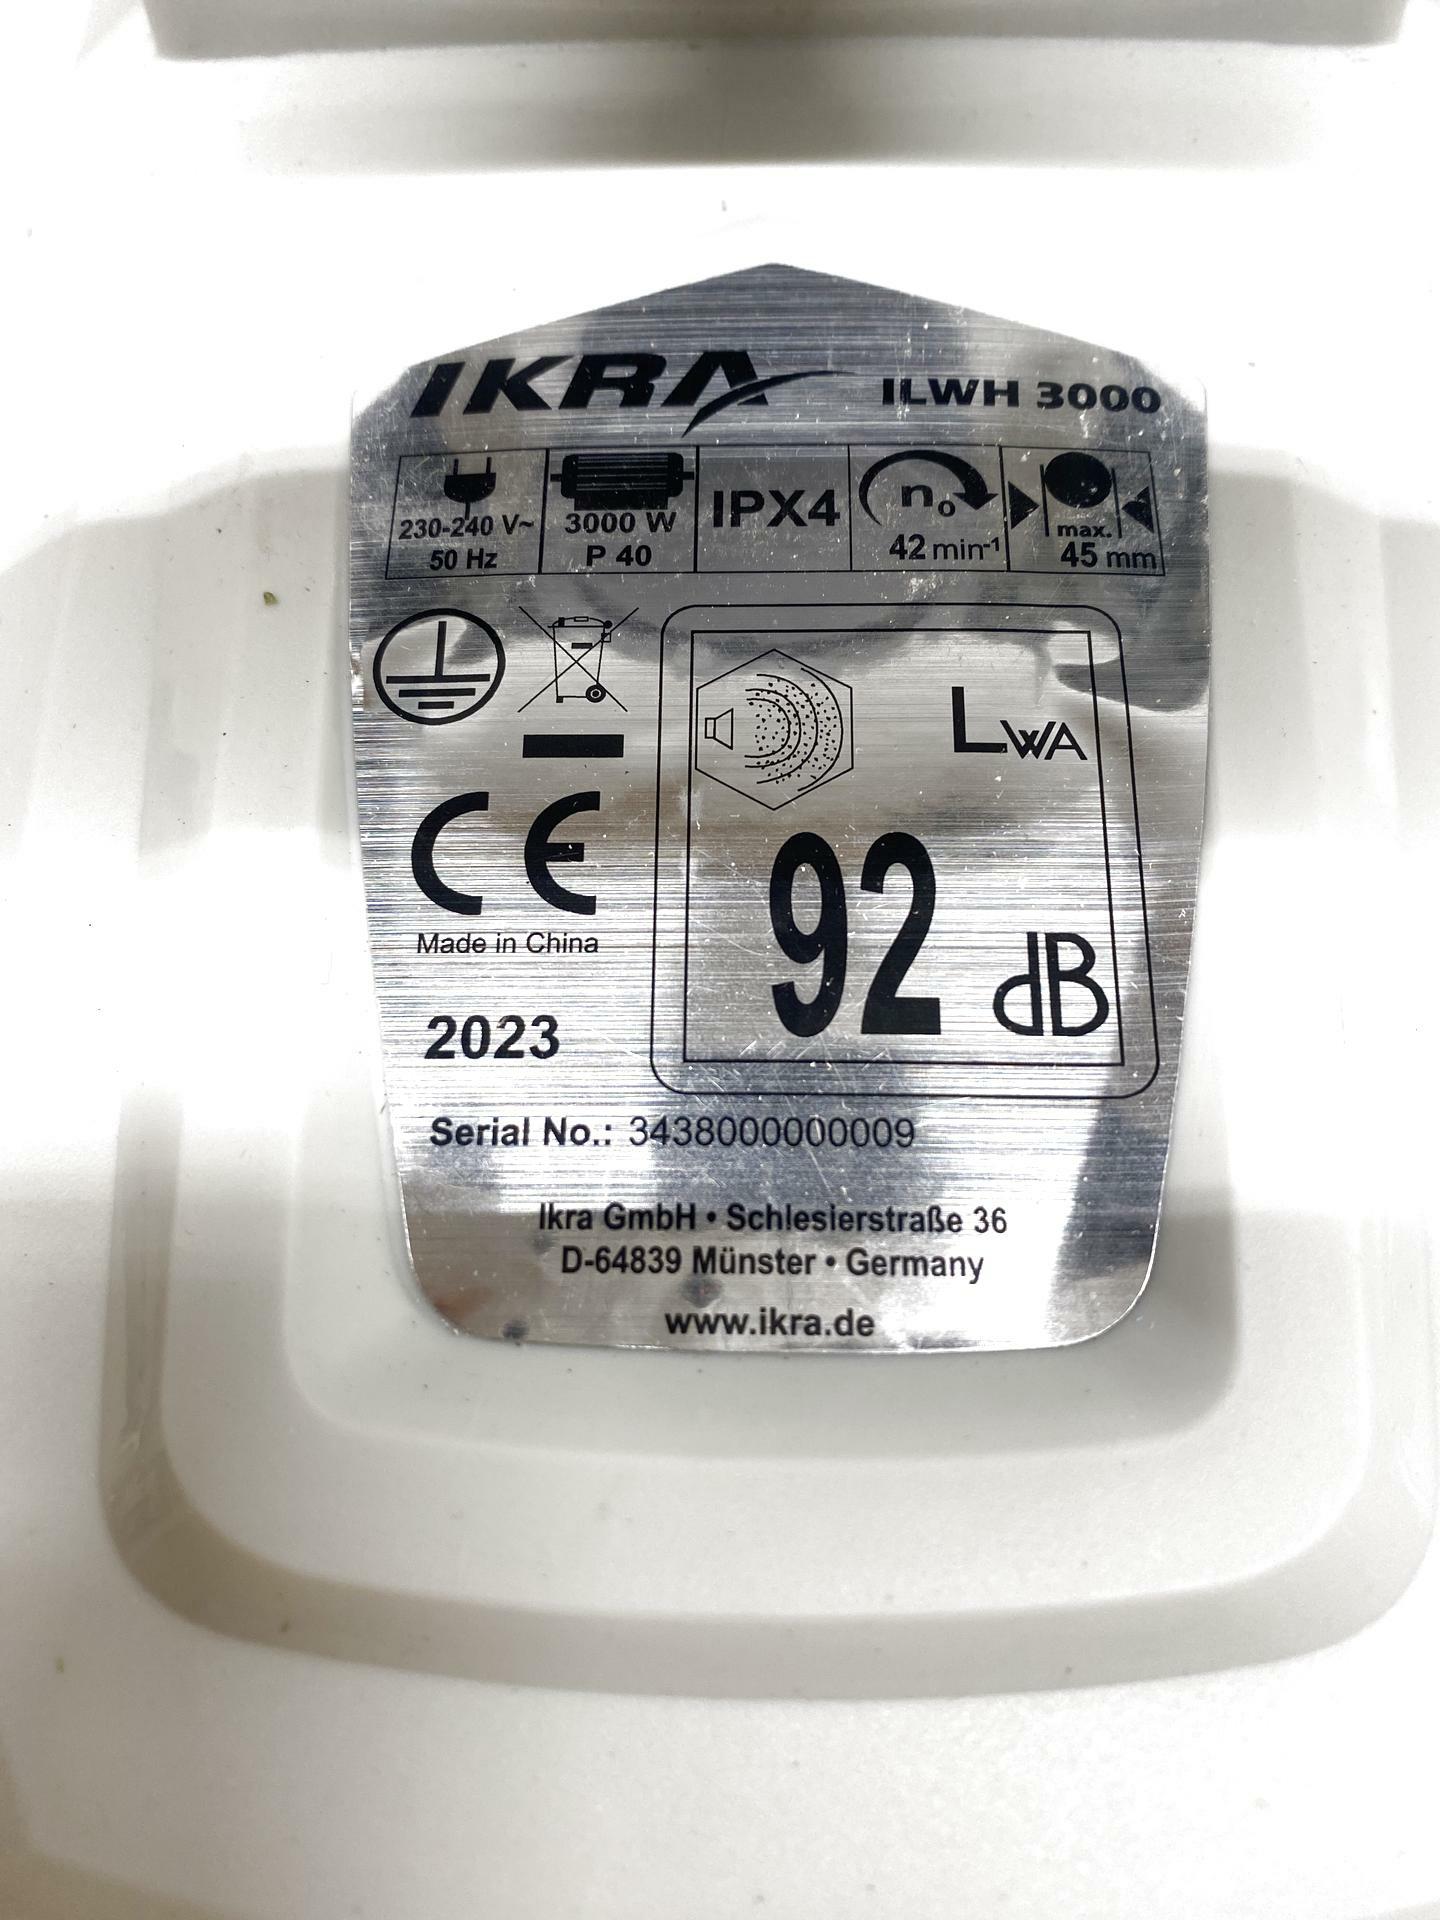 IKRA ILWH 3000
230-240 V~
50 Hz
3000 W
P 40
IPX4
n₀
42 min⁻¹
max.
45 mm
LWA
92 dB
CE
Made in China
2023
Serial No.: 3438000000009
Ikra GmbH • Schlesierstraße 36
D-64839 Münster • Germany
www.ikra.de